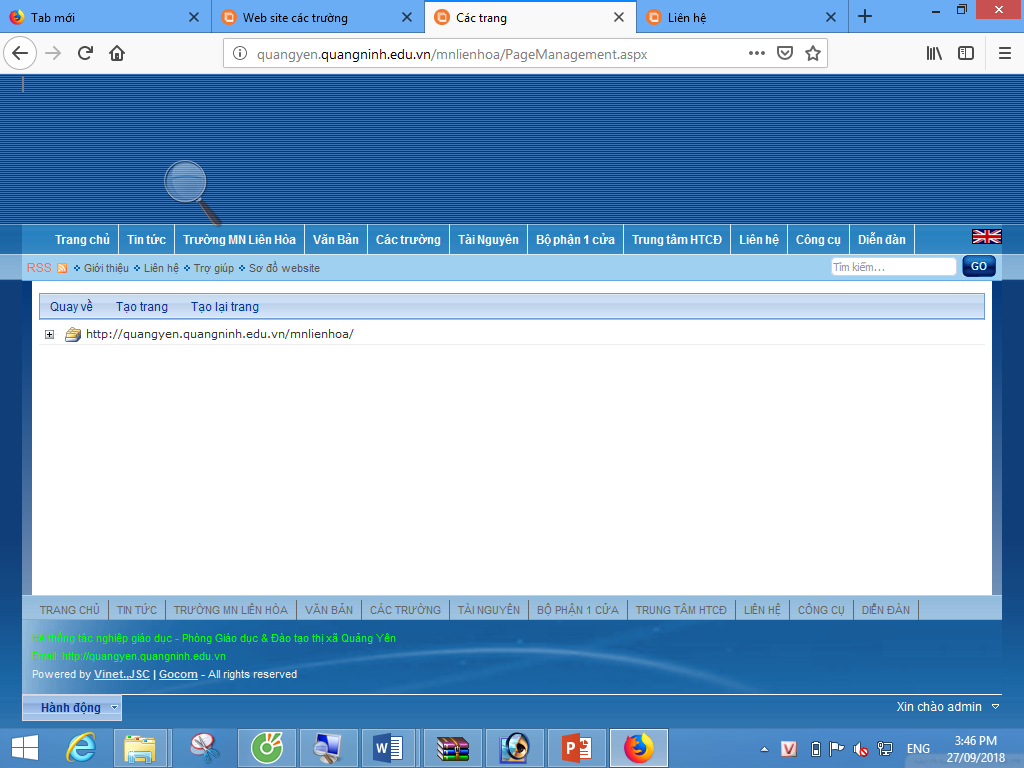 Tab mới
Web site các trường
Các trang
Liên hệ
quangyen.quangninh.edu.vn/mnlienhoa/PageManagement.aspx
Trang chủ Tin tức Trường MN Liên Hòa Văn Bản Các trường Tài Nguyên Bộ phận 1 cửa Trung tâm HTCĐ Liên hệ Công cụ Diễn đàn
RSS Giới thiệu Liên hệ Trợ giúp Sơ đồ website Tìm kiếm... GO
Quay về Tạo trang Tạo lại trang
http://quangyen.quangninh.edu.vn/mnlienhoa/
TRANG CHỦ TIN TỨC TRƯỜNG MN LIÊN HÒA VĂN BẢN CÁC TRƯỜNG TÀI NGUYÊN BỘ PHẬN 1 CỬA TRUNG TÂM HTCĐ LIÊN HỆ CÔNG CỤ DIỄN ĐÀN
Hệ thống tác nghiệp giáo dục - Phòng Giáo dục & Đào tạo thị xã Quảng Yên
Email: http://quangyen.quangninh.edu.vn
Powered by Vinet.,JSC | Gocom - All rights reserved
Hành động Xin chào admin
ENG 3:46 PM
27/09/2018